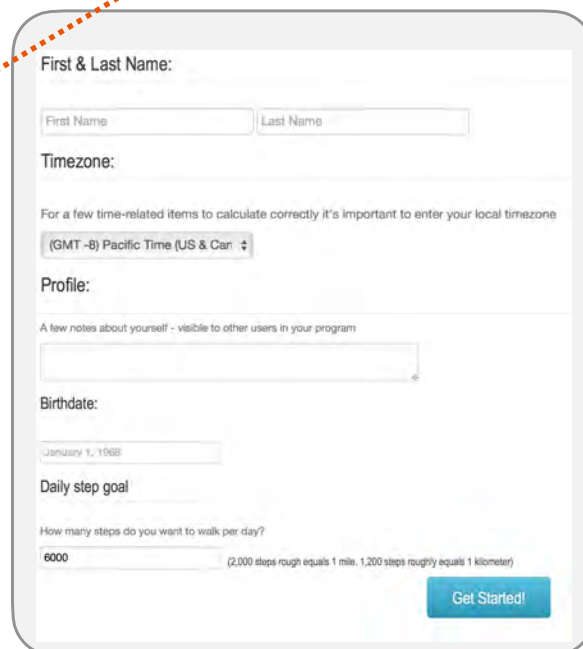 First & Last Name:
First Name Last Name
Timezone:
For a few time-related items to calculate correctly it's important to enter your local timezone
(GMT -8) Pacific Time (US & Can
Profile:
A few notes about yourself - visible to other users in your program
Birthdate:
January 1, 1968
Daily step goal
How many steps do you want to walk per day?
6000 (2,000 steps rough equals 1 mile. 1,200 steps roughly equals 1 kilometer)
Get Started!